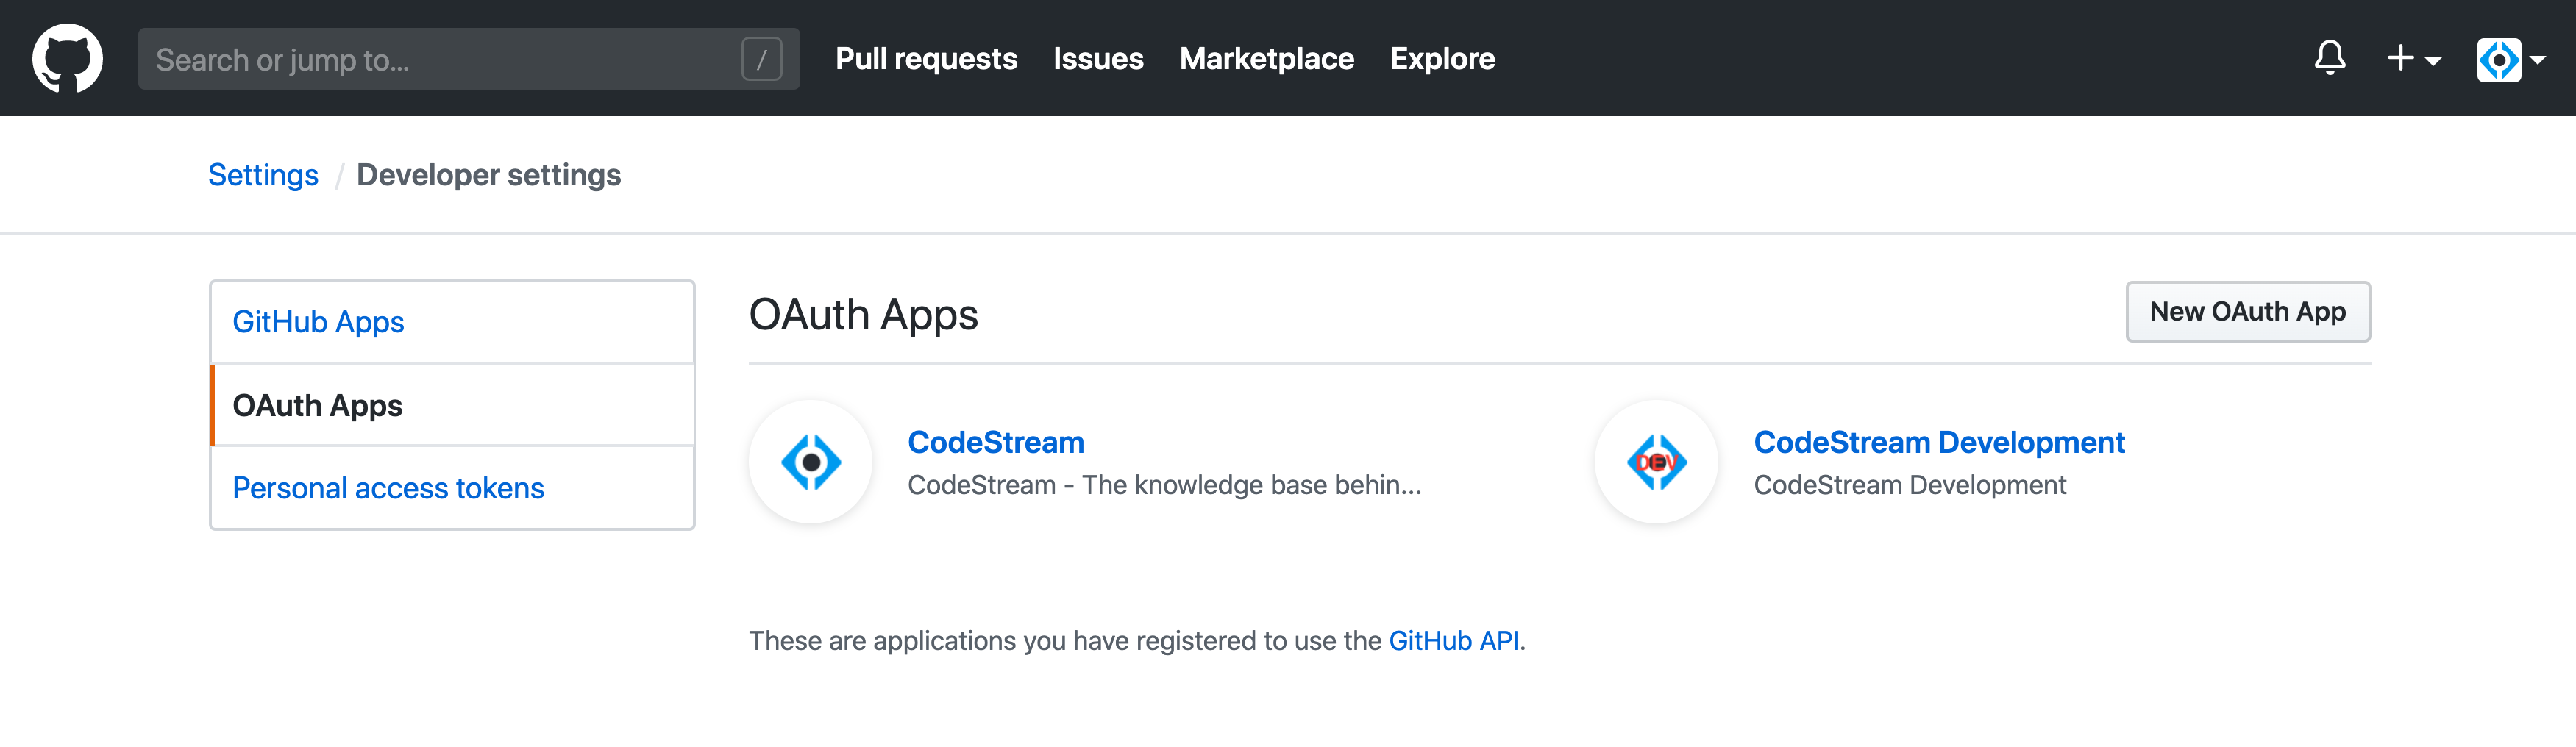 Search or jump to... /
Pull requests Issues Marketplace Explore
Settings / Developer settings
GitHub Apps
OAuth Apps
Personal access tokens
OAuth Apps
New OAuth App
CodeStream
CodeStream - The knowledge base behin...
DEV
CodeStream Development
CodeStream Development
These are applications you have registered to use the GitHub API.